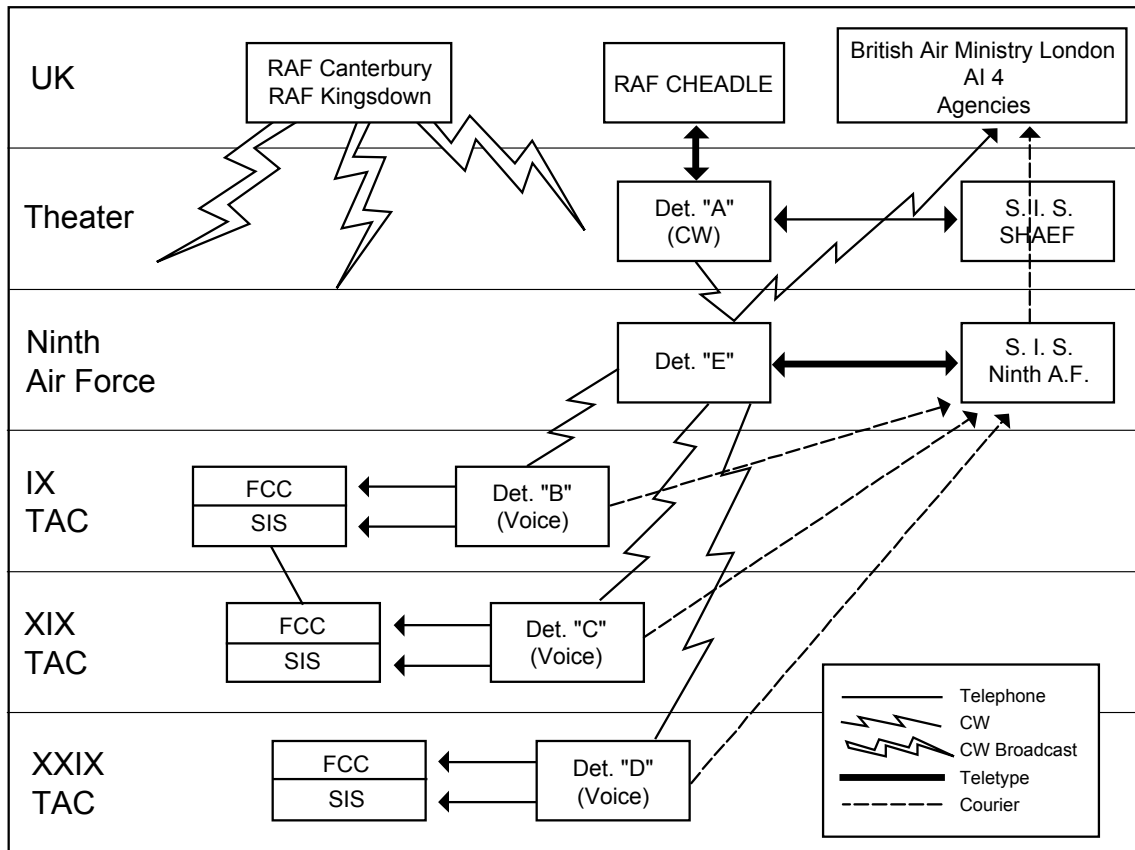 UK
RAF Canterbury
RAF Kingsdown
RAF CHEADLE
British Air Ministry London
AI 4
Agencies
Theater
Det. "A"
(CW)
S. I. S.
SHAEF
Ninth
Air Force
Det. "E"
S. I. S.
Ninth A.F.
IX
TAC
FCC
SIS
Det. "B"
(Voice)
XIX
TAC
FCC
SIS
Det. "C"
(Voice)
XXIX
TAC
FCC
SIS
Det. "D"
(Voice)
Telephone
CW
CW Broadcast
Teletype
Courier